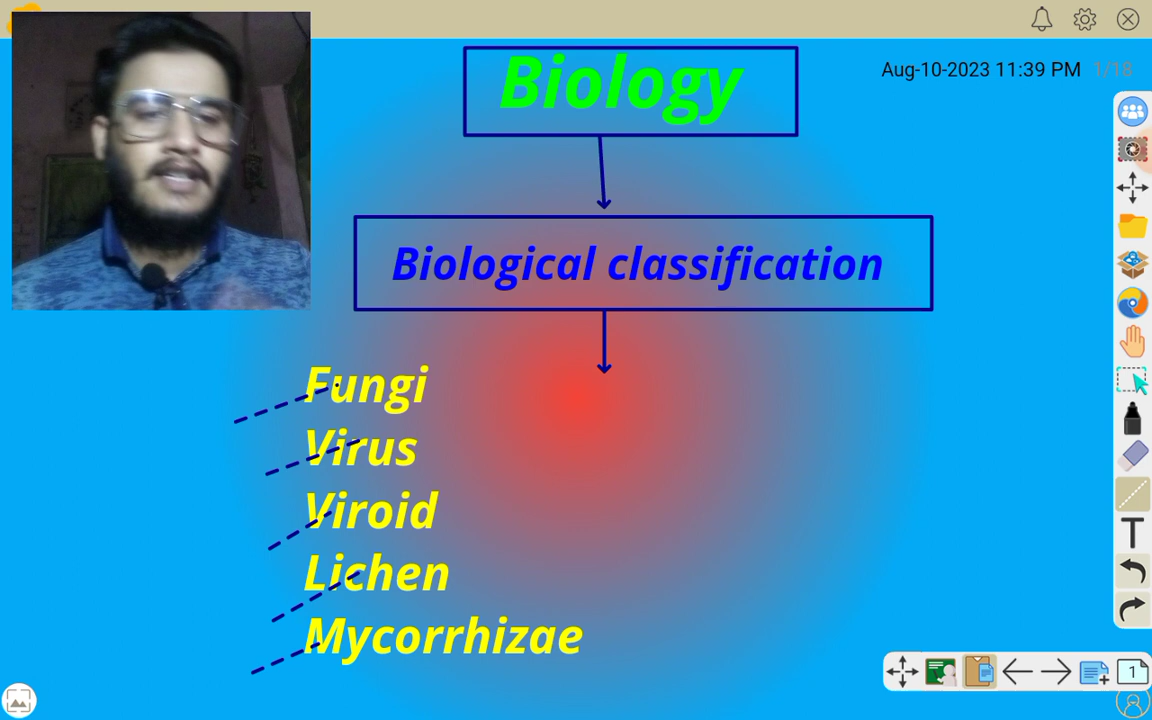 Biology
Aug-10-2023 11:39 PM 1/18
Biological classification
Fungi
Virus
Viroid
Lichen
Mycorrhizae
T
1